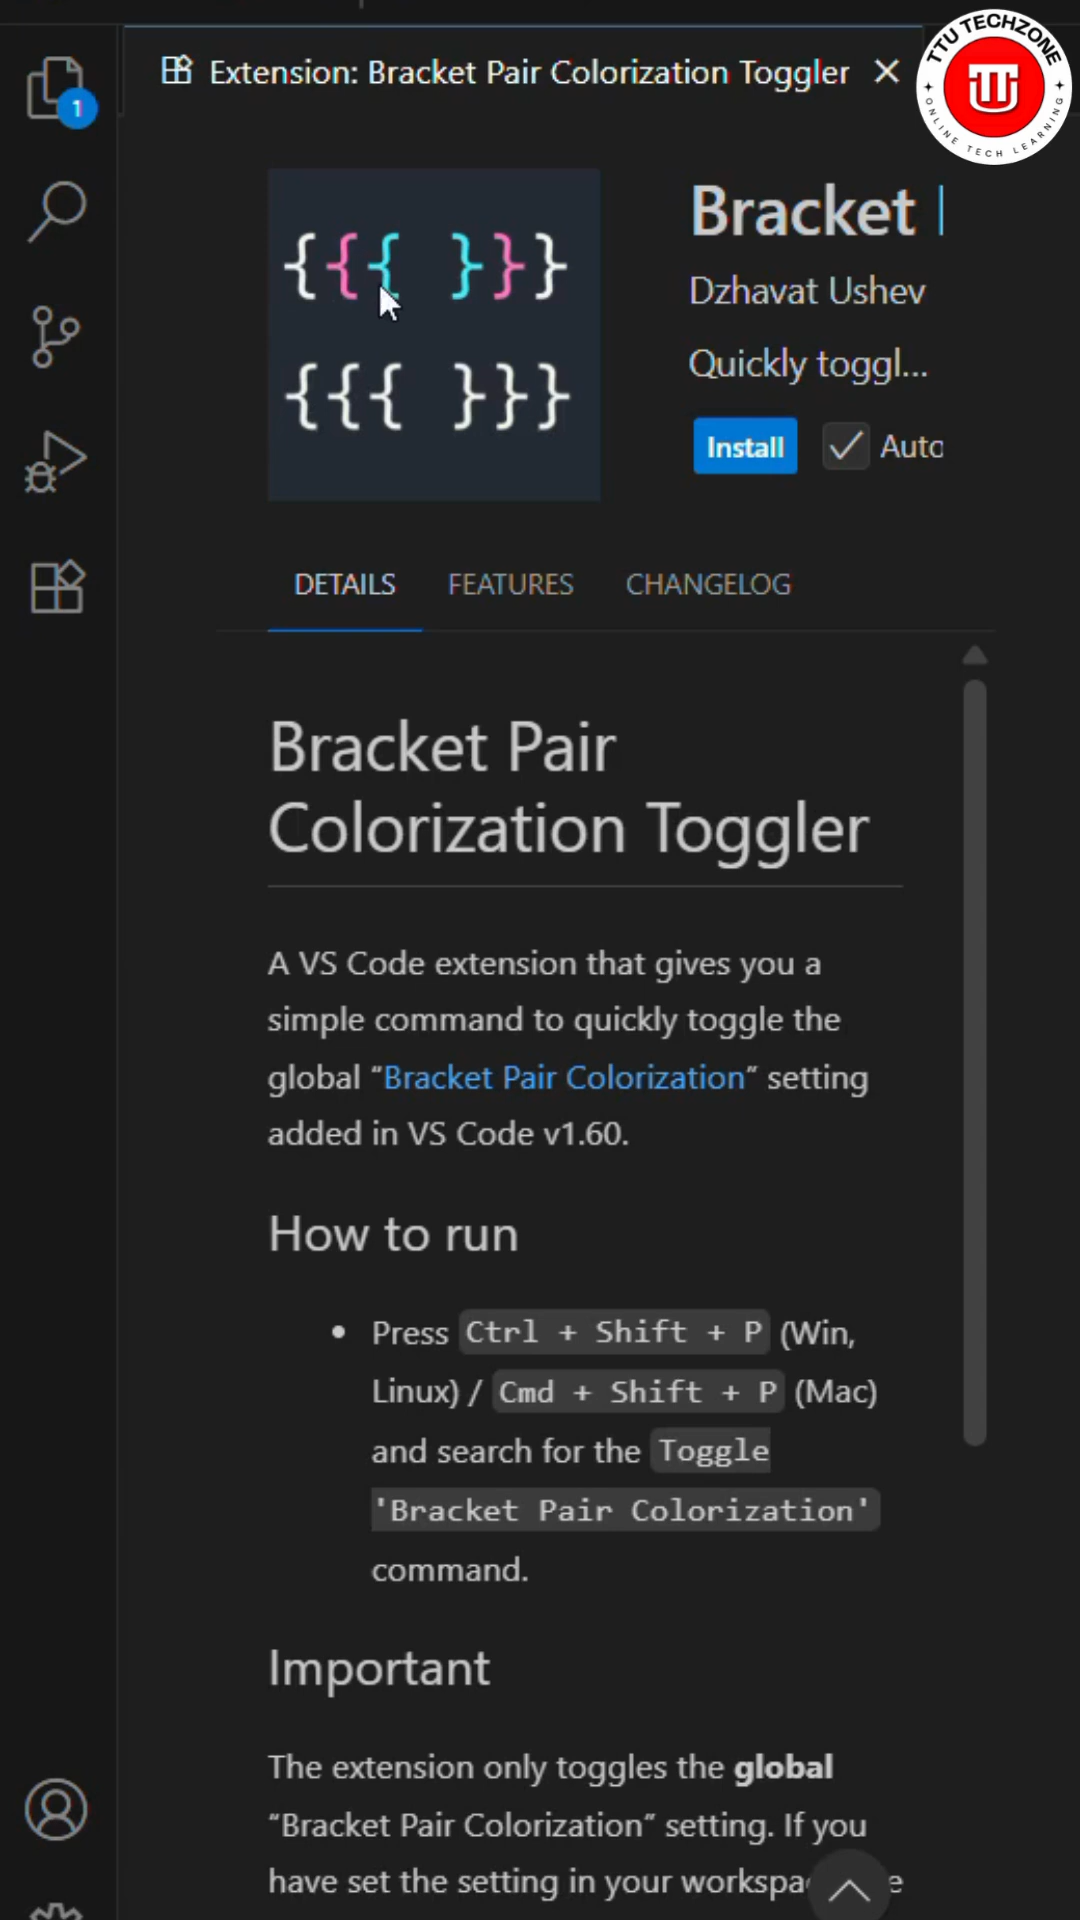 Extension: Bracket Pair Colorization Toggler
TTU TECHZONE
ONLINE TECH LEARNING
1
{{{ }}}
{{{ }}}
Bracket
Dzhavat Ushev
Quickly toggl...
Install
Auto
DETAILS
FEATURES
CHANGELOG
Bracket Pair
Colorization Toggler
A VS Code extension that gives you a
simple command to quickly toggle the
global “Bracket Pair Colorization” setting
added in VS Code v1.60.
How to run
• Press Ctrl + Shift + P (Win,
Linux) / Cmd + Shift + P (Mac)
and search for the Toggle
'Bracket Pair Colorization'
command.
Important
The extension only toggles the global
“Bracket Pair Colorization” setting. If you
have set the setting in your